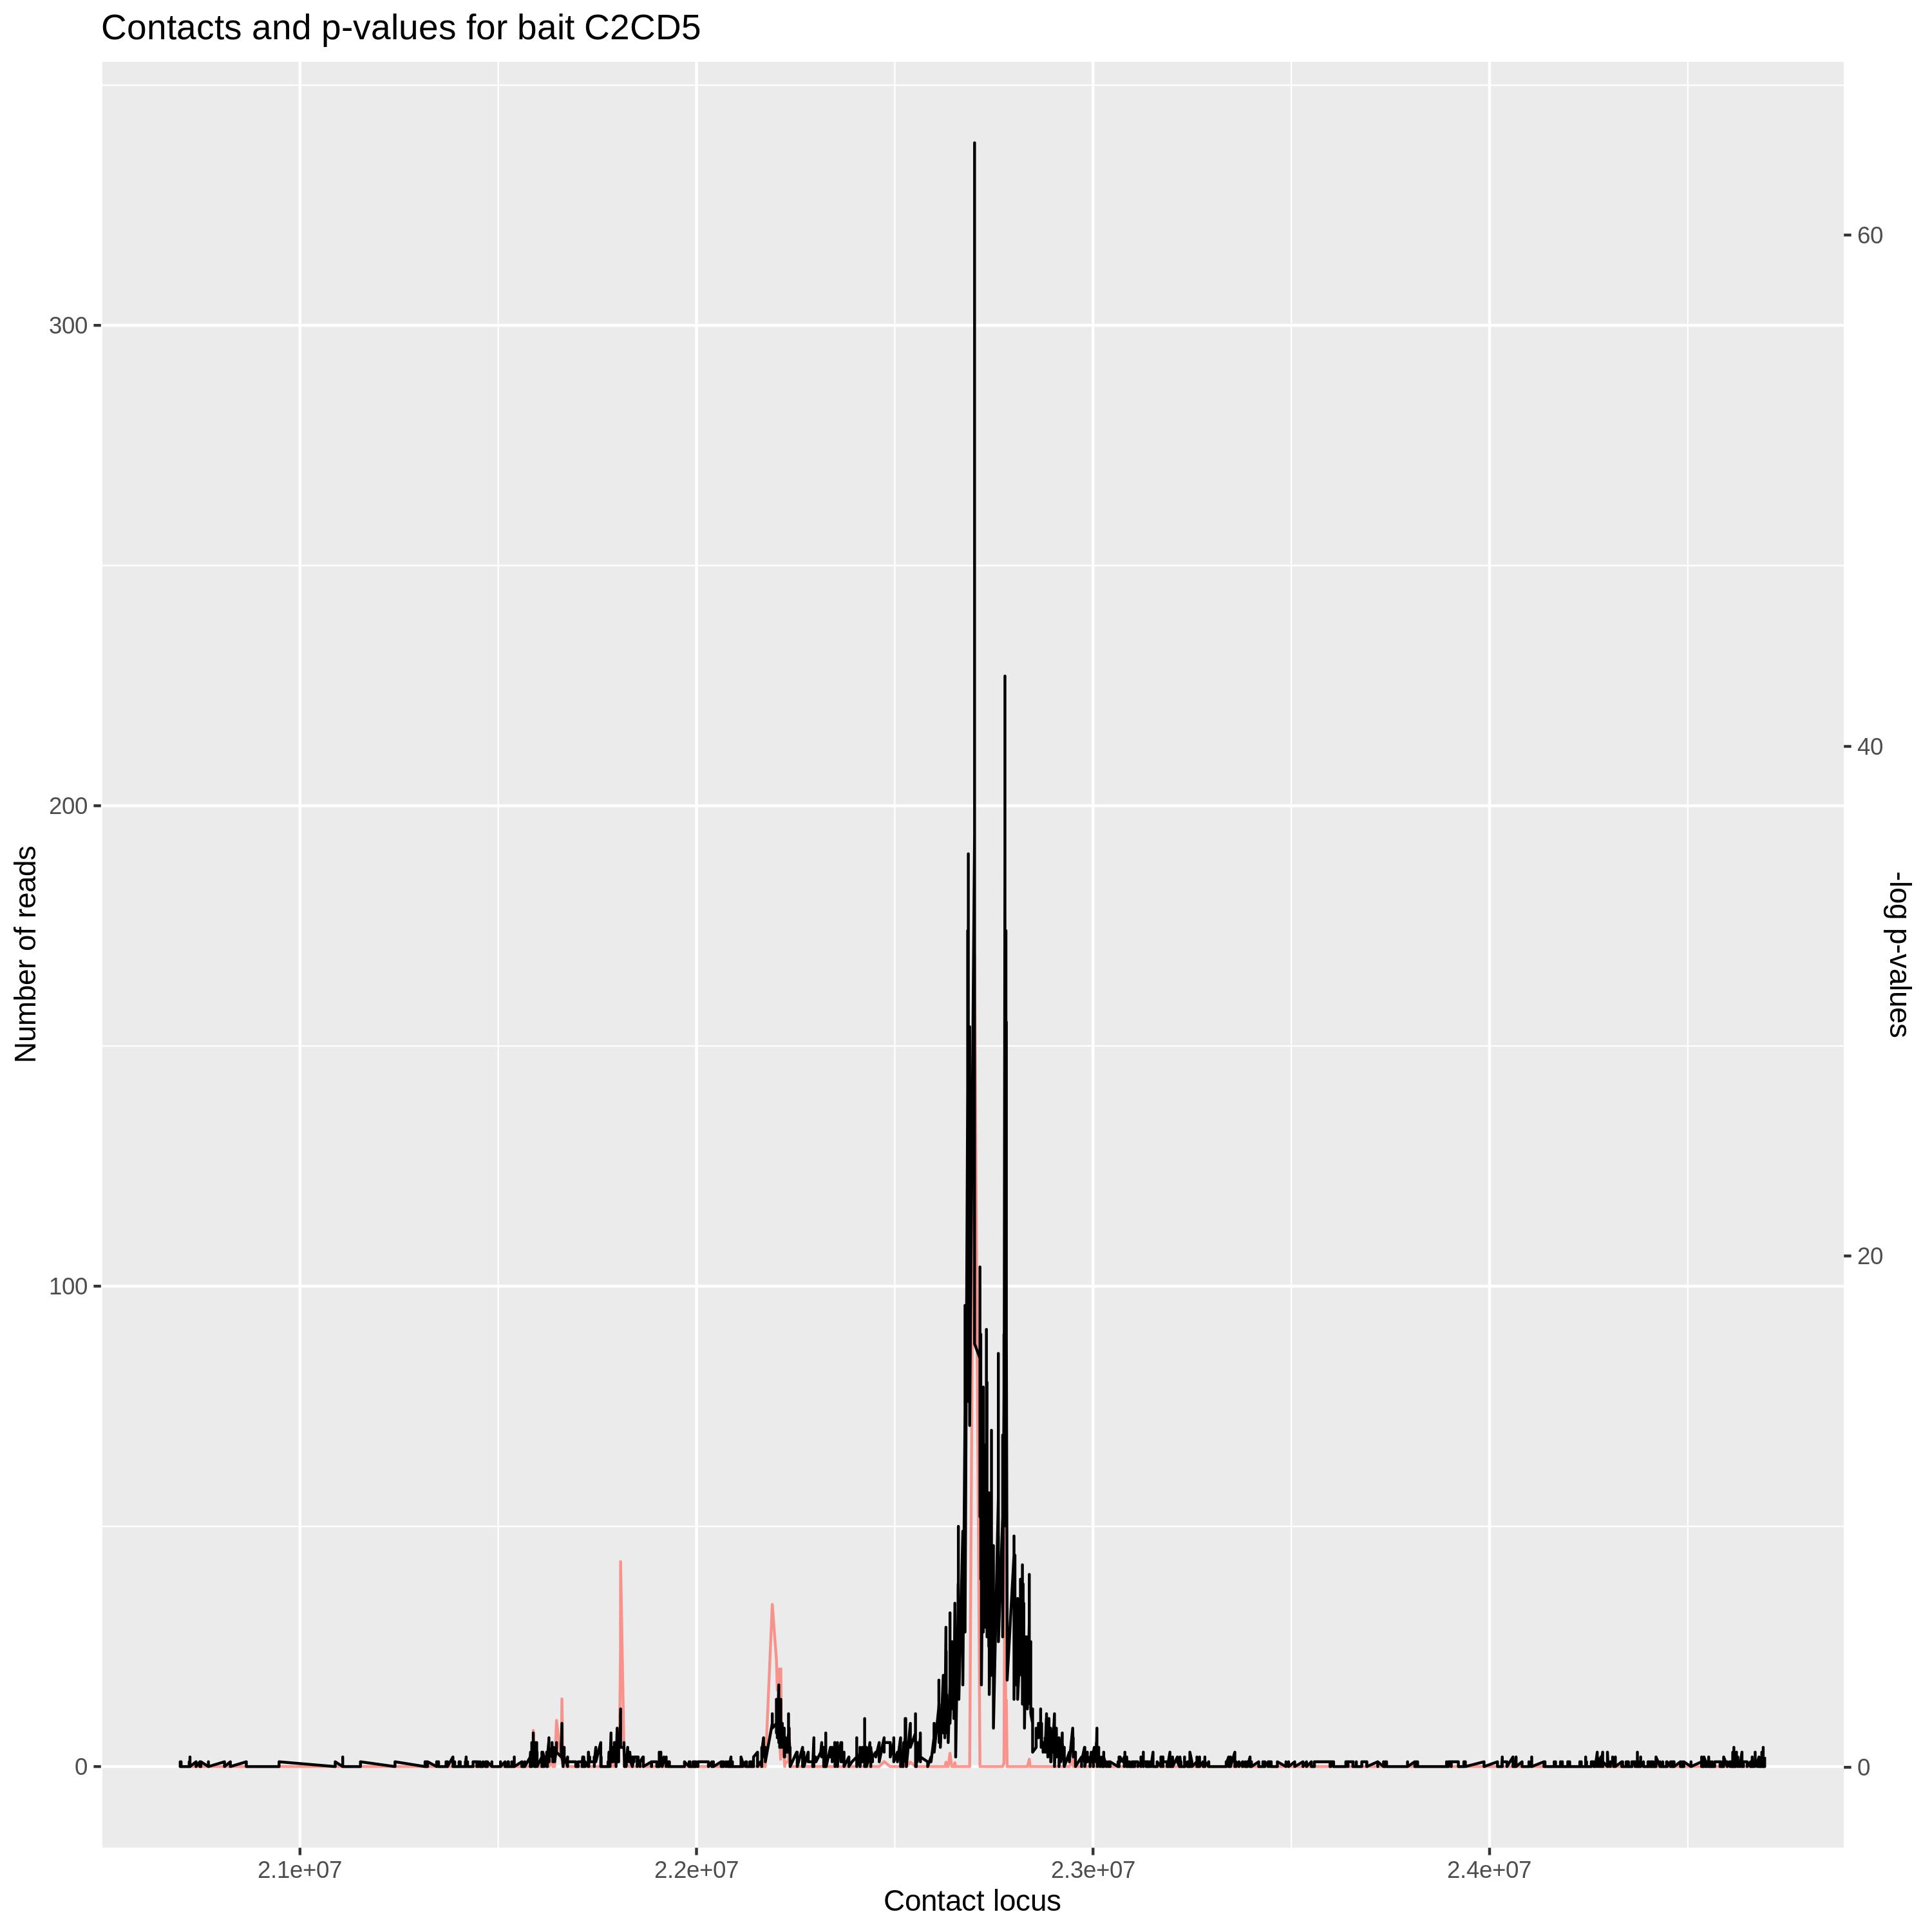 Contacts and p-values for bait C2CD5
Number of reads
300
200
100
0
60
40
20
0
-log p-values
2.1e+07 2.2e+07 2.3e+07 2.4e+07
Contact locus